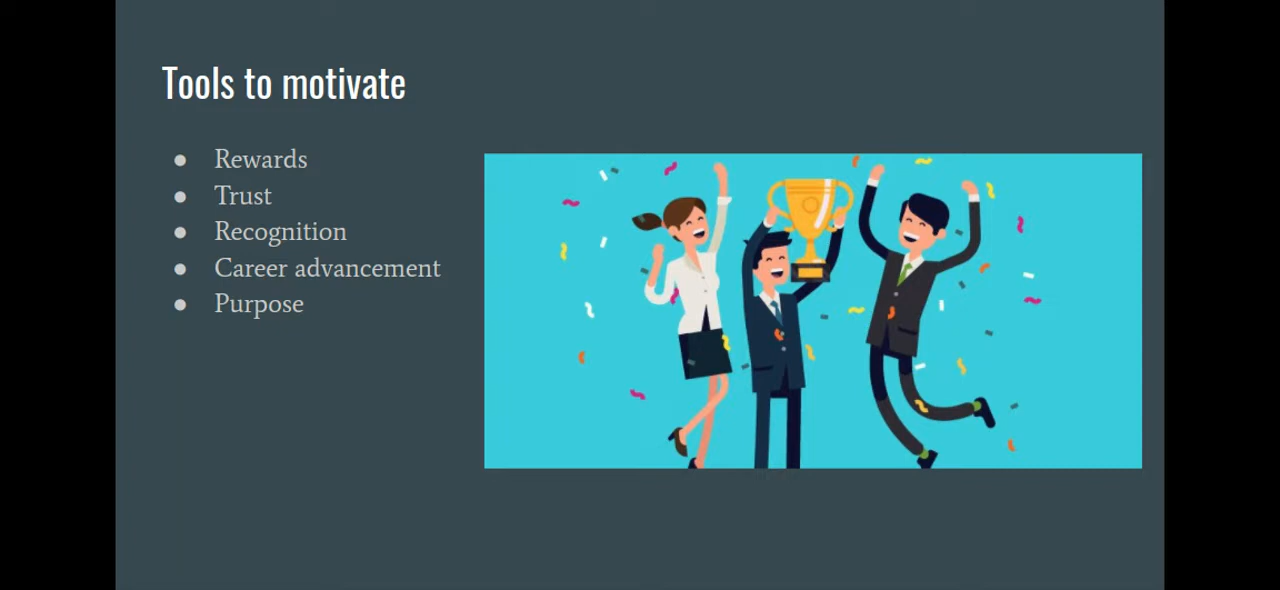 Tools to motivate
● Rewards
● Trust
● Recognition
● Career advancement
● Purpose